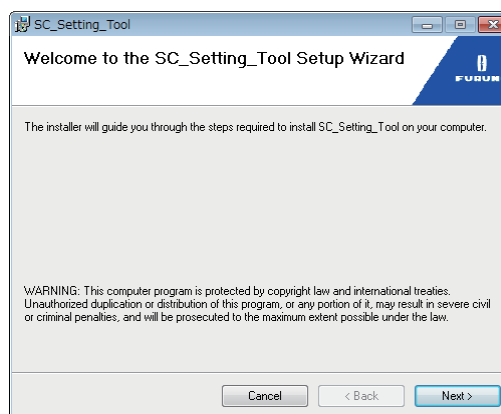 SC_Setting_Tool
Welcome to the SC_Setting_Tool Setup Wizard
The installer will guide you through the steps required to install SC_Setting_Tool on your computer.
WARNING: This computer program is protected by copyright law and international treaties.
Unauthorized duplication or distribution of this program, or any portion of it, may result in severe civil
or criminal penalties, and will be prosecuted to the maximum extent possible under the law.
Cancel
< Back
Next >